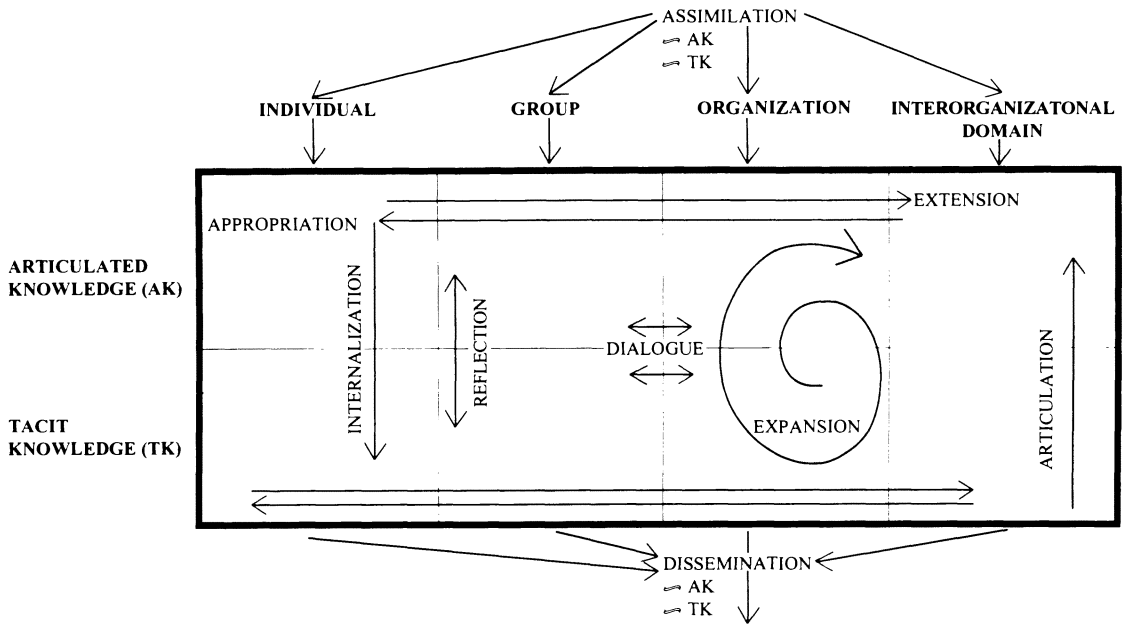 ASSIMILATION
AK
TK
INDIVIDUAL
GROUP
ORGANIZATION
INTERORGANIZATONAL
DOMAIN
EXTENSION
APPROPRIATION
ARTICULATED
KNOWLEDGE (AK)
INTERNALIZATION
REFLECTION
DIALOGUE
EXPANSION
ARTICULATION
TACIT
KNOWLEDGE (TK)
DISSEMINATION
AK
TK